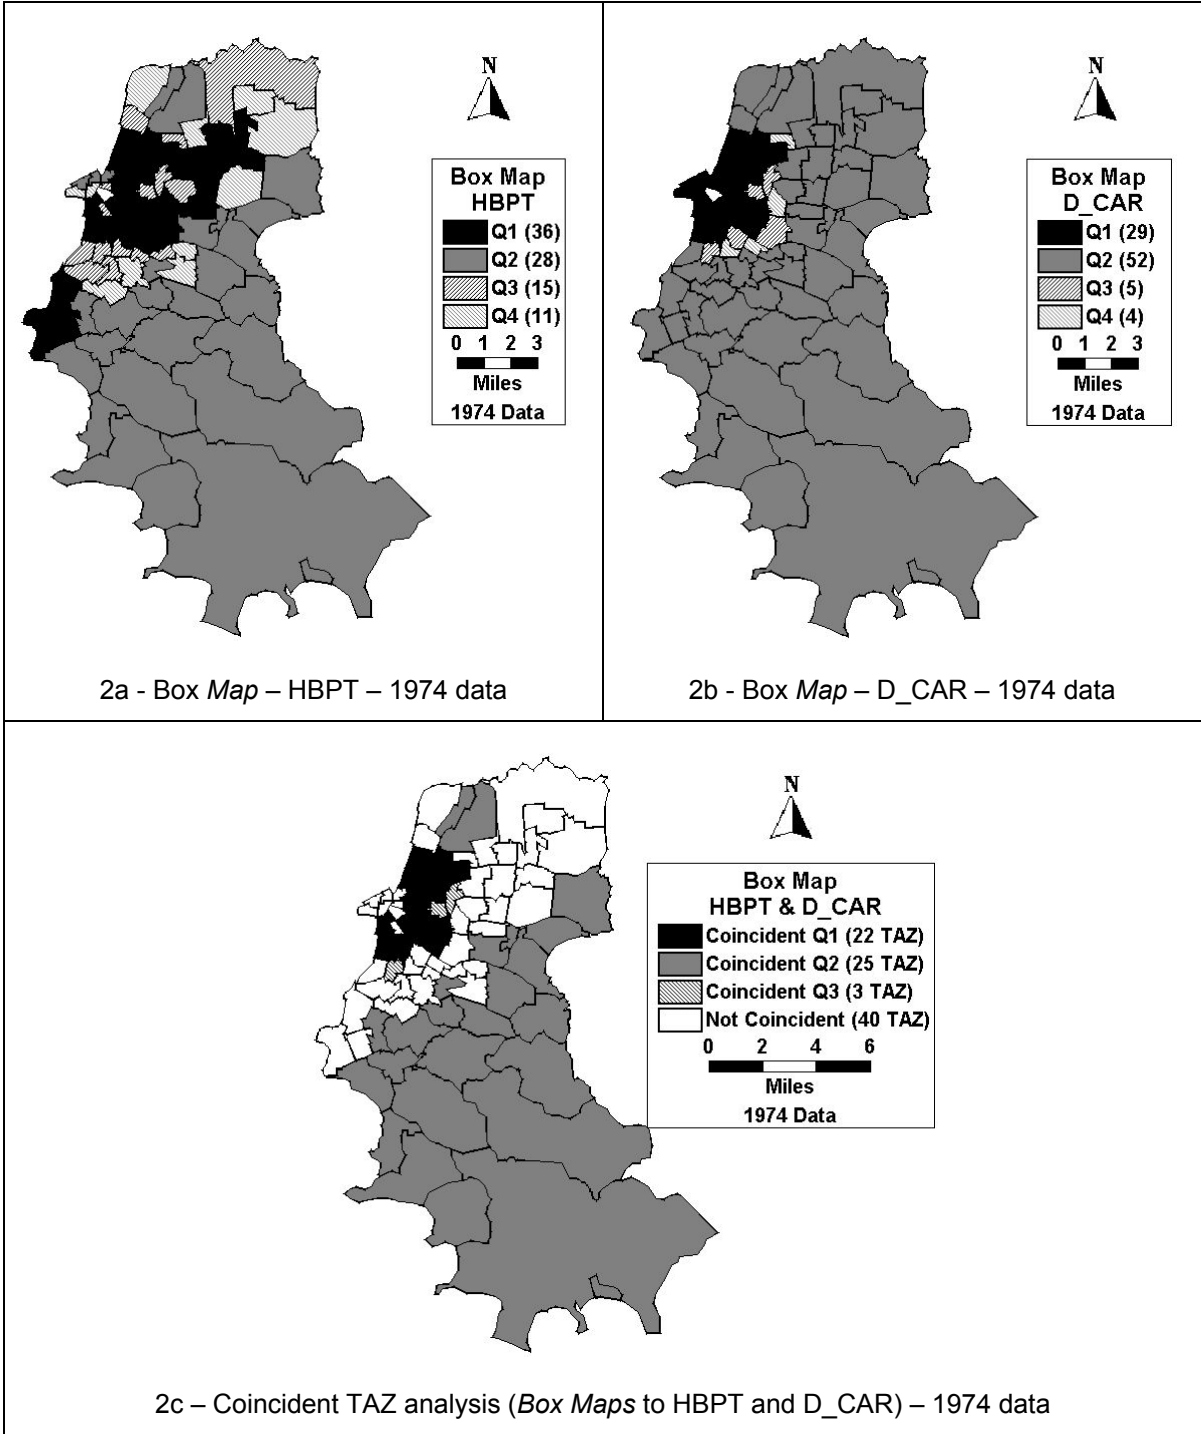 N
Box Map
HBPT
Q1 (36)
Q2 (28)
Q3 (15)
Q4 (11)
0 1 2 3
Miles
1974 Data
2a - Box Map – HBPT – 1974 data
N
Box Map
D_CAR
Q1 (29)
Q2 (52)
Q3 (5)
Q4 (4)
0 1 2 3
Miles
1974 Data
2b - Box Map – D_CAR – 1974 data
N
Box Map
HBPT & D_CAR
Coincident Q1 (22 TAZ)
Coincident Q2 (25 TAZ)
Coincident Q3 (3 TAZ)
Not Coincident (40 TAZ)
0 2 4 6
Miles
1974 Data
2c – Coincident TAZ analysis (Box Maps to HBPT and D_CAR) – 1974 data